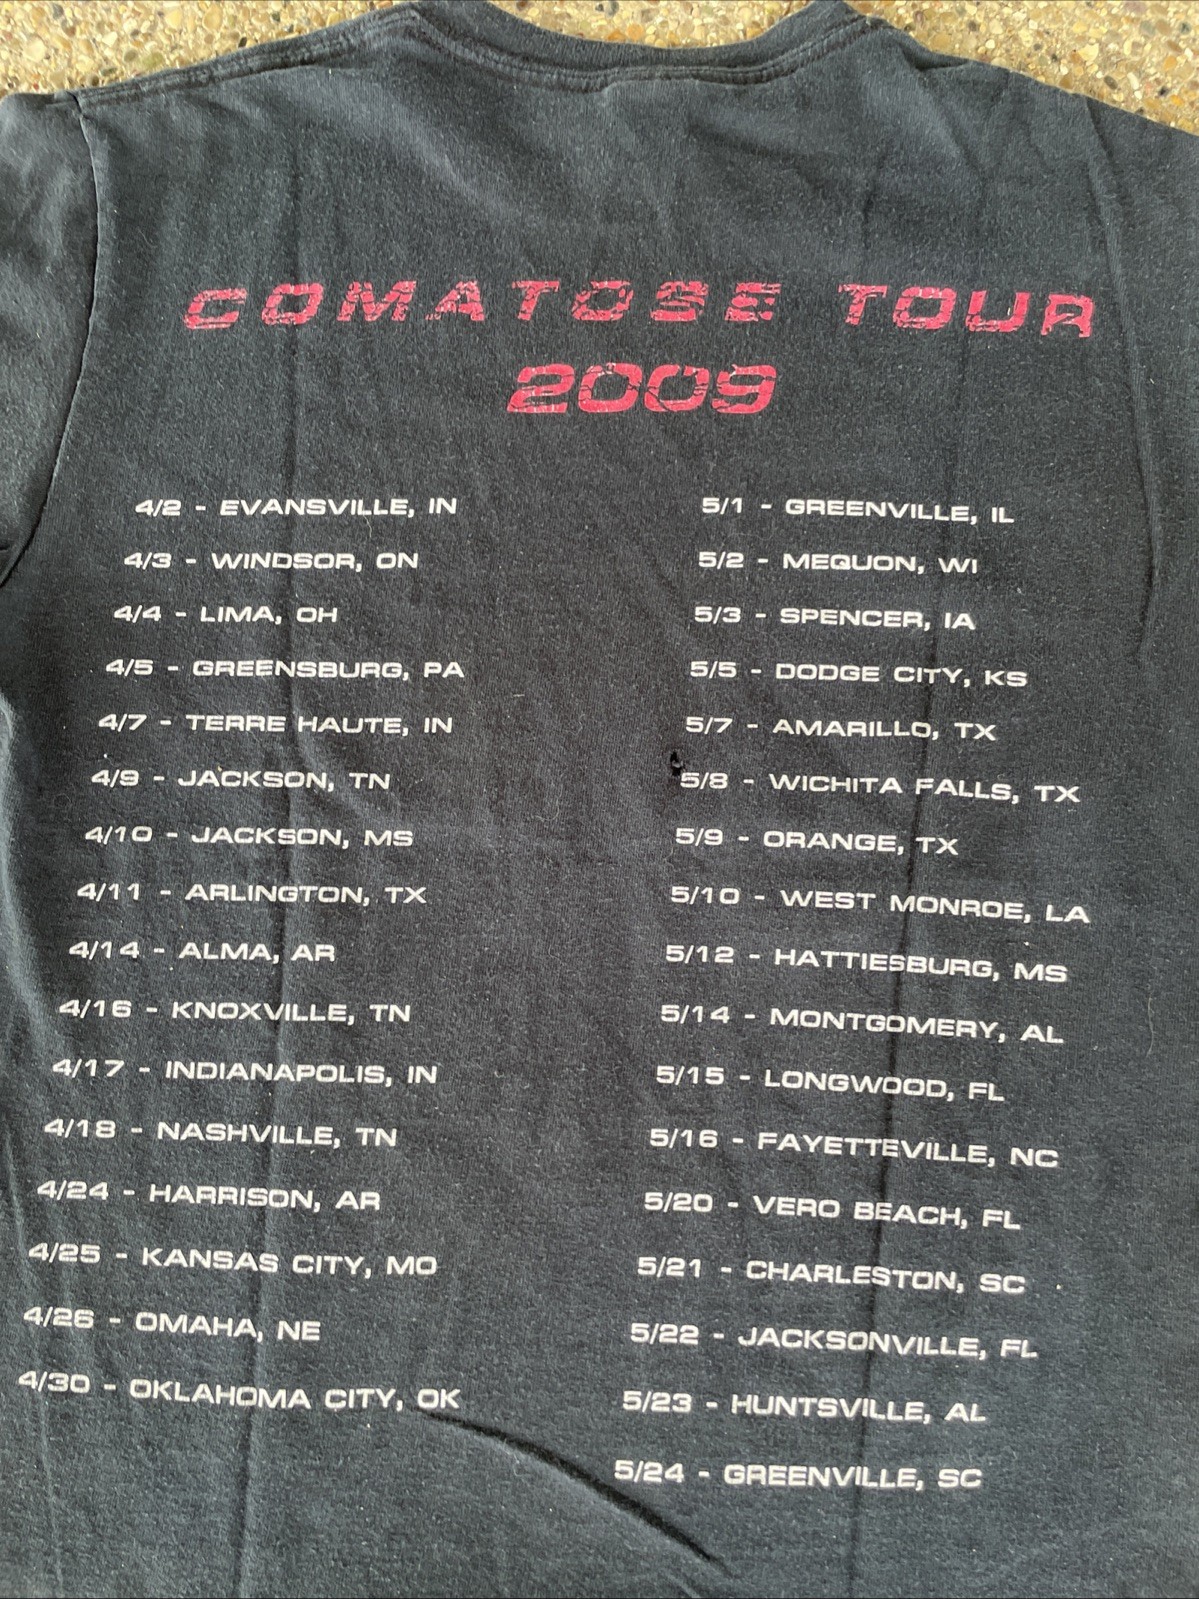 COMATOSE TOUR
2009
4/2 - EVANSVILLE, IN
4/3 - WINDSOR, ON
4/4 - LIMA, OH
4/5 - GREENSBURG, PA
4/7 - TERRE HAUTE, IN
4/9 - JACKSON, TN
4/10 - JACKSON, MS
4/11 - ARLINGTON, TX
4/14 - ALMA, AR
4/16 - KNOXVILLE, TN
4/17 - INDIANAPOLIS, IN
4/18 - NASHVILLE, TN
4/24 - HARRISON, AR
4/25 - KANSAS CITY, MO
4/26 - OMAHA, NE
4/30 - OKLAHOMA CITY, OK
5/1 - GREENVILLE, IL
5/2 - MEQUON, WI
5/3 - SPENCER, IA
5/5 - DODGE CITY, KS
5/7 - AMARILLO, TX
5/8 - WICHITA FALLS, TX
5/9 - ORANGE, TX
5/10 - WEST MONROE, LA
5/12 - HATTIESBURG, MS
5/14 - MONTGOMERY, AL
5/15 - LONGWOOD, FL
5/16 - FAYETTEVILLE, NC
5/20 - VERO BEACH, FL
5/21 - CHARLESTON, SC
5/22 - JACKSONVILLE, FL
5/23 - HUNTSVILLE, AL
5/24 - GREENVILLE, SC